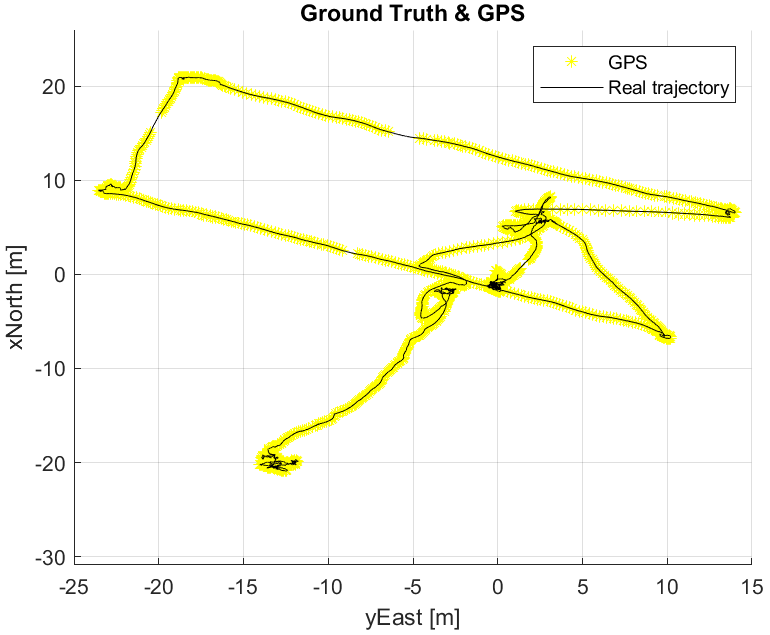 Ground Truth & GPS
GPS
Real trajectory
20
10
0
-10
-20
-30
xNorth [m]
-25 -20 -15 -10 -5 0 5 10 15
yEast [m]